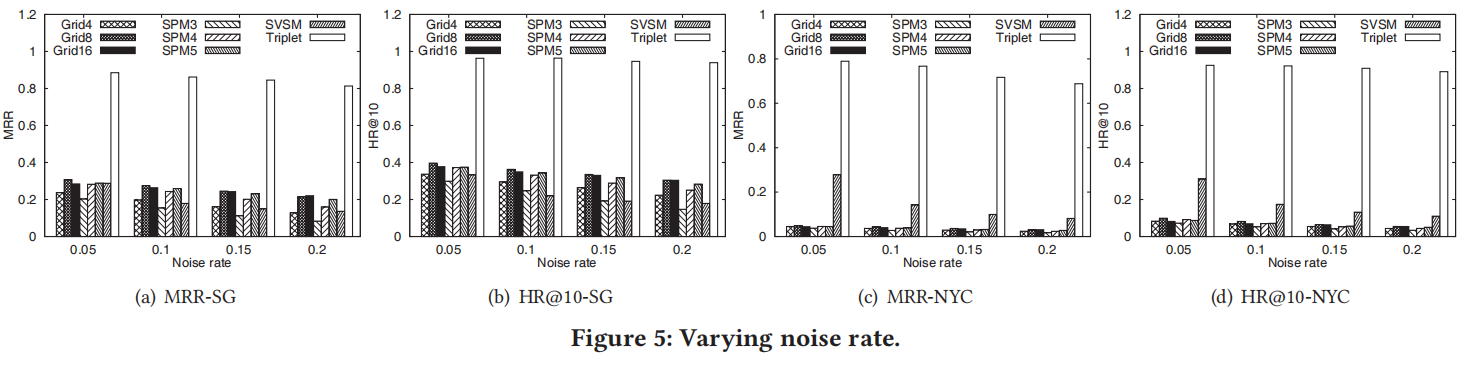 Grid4 Grid8 Grid16 SPM3 SPM4 SPM5 SVSM Triplet
MRR
1.2
1
0.8
0.6
0.4
0.2
0
0.05 0.1 0.15 0.2
Noise rate
(a) MRR-SG
Grid4 Grid8 Grid16 SPM3 SPM4 SPM5 SVSM Triplet
HR@10
1.2
1
0.8
0.6
0.4
0.2
0
0.05 0.1 0.15 0.2
Noise rate
(b) HR@10-SG
Grid4 Grid8 Grid16 SPM3 SPM4 SPM5 SVSM Triplet
MRR
1
0.8
0.6
0.4
0.2
0
0.05 0.1 0.15 0.2
Noise rate
(c) MRR-NYC
Grid4 Grid8 Grid16 SPM3 SPM4 SPM5 SVSM Triplet
HR@10
1.2
1
0.8
0.6
0.4
0.2
0
0.05 0.1 0.15 0.2
Noise rate
(d) HR@10-NYC
Figure 5: Varying noise rate.